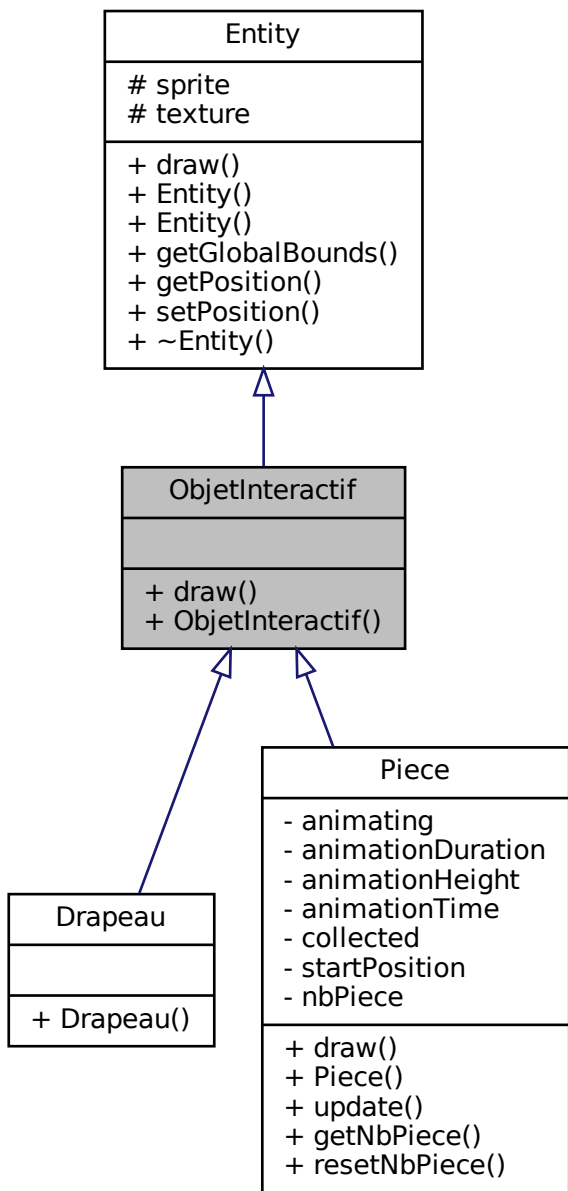 Entity
# sprite
# texture
+ draw()
+ Entity()
+ Entity()
+ getGlobalBounds()
+ getPosition()
+ setPosition()
+ ~Entity()
ObjetInteractif
+ draw()
+ ObjetInteractif()
Drapeau
+ Drapeau()
Piece
- animating
- animationDuration
- animationHeight
- animationTime
- collected
- startPosition
- nbPiece
+ draw()
+ Piece()
+ update()
+ getNbPiece()
+ resetNbPiece()